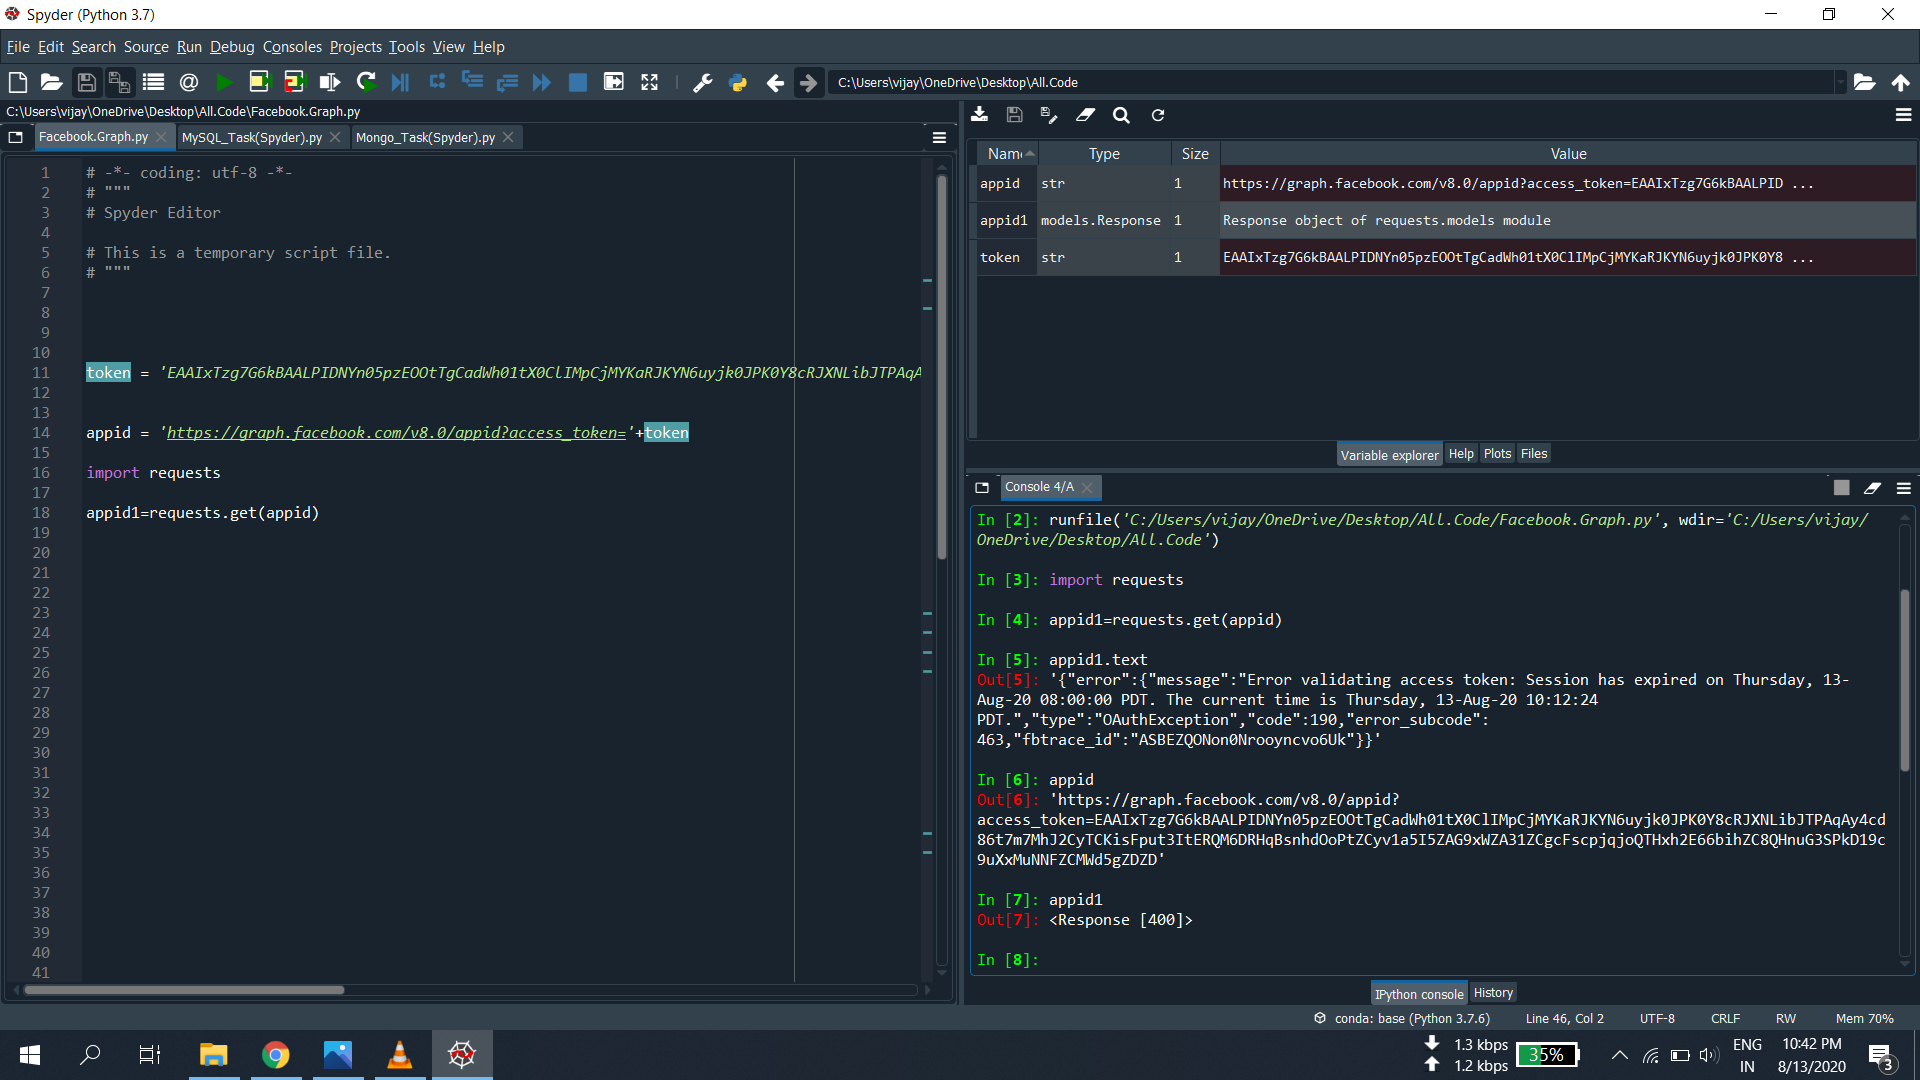 Spyder (Python 3.7)
File Edit Search Source Run Debug Consoles Projects Tools View Help
C:\Users\vijay\OneDrive\Desktop\All.Code
C:\Users\vijay\OneDrive\Desktop\All.Code\Facebook.Graph.py
Facebook.Graph.py MySQL_Task(Spyder).py Mongo_Task(Spyder).py
1 # -*- coding: utf-8 -*-
2 # """
3 # Spyder Editor
4
5 # This is a temporary script file.
6 # """
7
8
9
10
11 token = 'EAAIxTzg7G6kBAALPIDNYn05pzEOOtTgCadWh01tX0ClIMpCjMYKaRJKYN6uyjk0JPK0Y8cRJXNLibJTPAqA
12
13
14 appid = 'https://graph.facebook.com/v8.0/appid?access_token='+token
15
16 import requests
17
18 appid1=requests.get(appid)
19
20
21
22
23
24
25
26
27
28
29
30
31
32
33
34
35
36
37
38
39
40
41
Name Type Size Value
appid str 1 https://graph.facebook.com/v8.0/appid?access_token=EAAIxTzg7G6kBAALPID ...
appid1 models.Response 1 Response object of requests.models module
token str 1 EAAIxTzg7G6kBAALPIDNYn05pzEOOtTgCadWh01tX0ClIMpCjMYKaRJKYN6uyjk0JPK0Y8 ...
Variable explorer Help Plots Files
Console 4/A
In [2]: runfile('C:/Users/vijay/OneDrive/Desktop/All.Code/Facebook.Graph.py', wdir='C:/Users/vijay/
OneDrive/Desktop/All.Code')
In [3]: import requests
In [4]: appid1=requests.get(appid)
In [5]: appid1.text
Out[5]: '{"error":{"message":"Error validating access token: Session has expired on Thursday, 13-
Aug-20 08:00:00 PDT. The current time is Thursday, 13-Aug-20 10:12:24
PDT.","type":"OAuthException","code":190,"error_subcode":
463,"fbtrace_id":"ASBEZQONon0Nrooyncvo6Uk"}}'
In [6]: appid
Out[6]: 'https://graph.facebook.com/v8.0/appid?
access_token=EAAIxTzg7G6kBAALPIDNYn05pzEOOtTgCadWh01tX0ClIMpCjMYKaRJKYN6uyjk0JPK0Y8cRJXNLibJTPAqAy4cd
86t7m7MhJ2CyTCKisFput3ItERQM6DRHqBsnhdOoPtZCyv1a5I5ZAG9xWZA31ZCgcFscpjqjoQTHxh2E66bihZC8QHnuG3SPkD19c
9uXxMuNNFZCMWd5gZDZD'
In [7]: appid1
Out[7]: <Response [400]>
In [8]:
IPython console History
conda: base (Python 3.7.6) Line 46, Col 2 UTF-8 CRLF RW Mem 70%
1.3 kbps
1.2 kbps
35%
ENG
IN
10:42 PM
8/13/2020
3